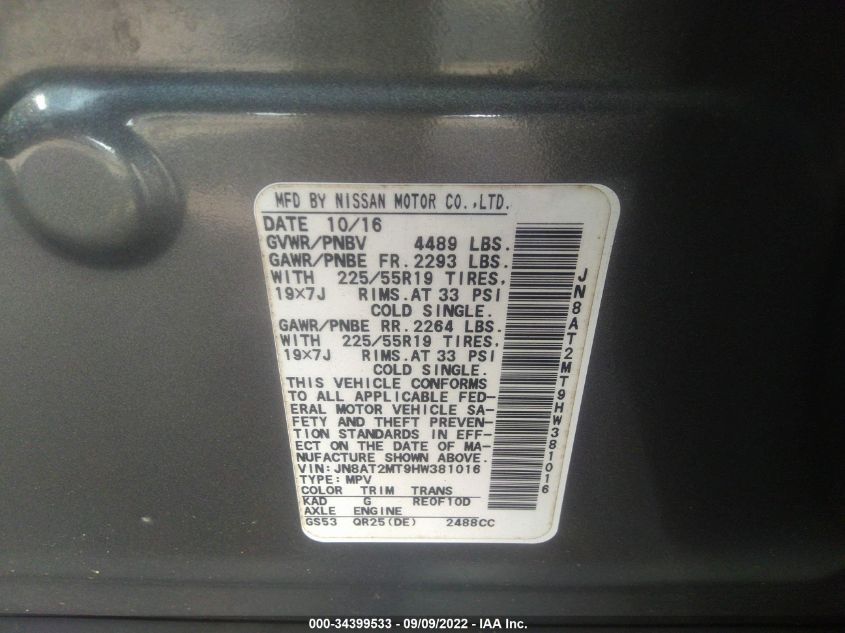 MFD BY NISSAN MOTOR CO.,LTD.
DATE 10/16
GVWR/PNBV 4489 LBS.
GAWR/PNBE FR.2293 LBS.
WITH 225/55R19 TIRES,
19×7J RIMS.AT 33 PSI
COLD SINGLE.
GAWR/PNBE RR.2264 LBS.
WITH 225/55R19 TIRES,
19×7J RIMS.AT 33 PSI
COLD SINGLE.
THIS VEHICLE CONFORMS
TO ALL APPLICABLE FED-
ERAL MOTOR VEHICLE SA-
FETY AND THEFT PREVEN-
TION STANDARDS IN EFF-
ECT ON THE DATE OF MA-
NUFACTURE SHOWN ABOVE.
VIN: JN8AT2MT9HW381016
TYPE: MPV
COLOR TRIM TRANS
KAD G RE0F10D
AXLE ENGINE
GS53 QR25(DE) 2488CC
JN8AT2MT9HW381016
000-34399533 - 09/09/2022 - IAA Inc.